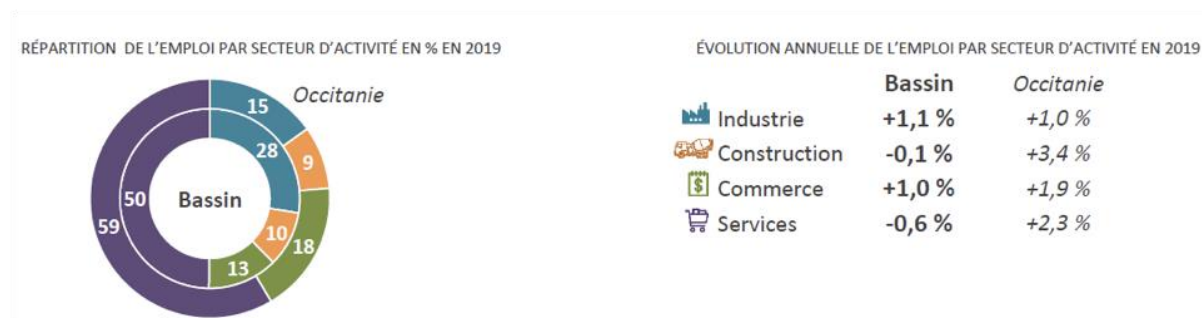 RÉPARTITION DE L'EMPLOI PAR SECTEUR D'ACTIVITÉ EN % EN 2019
Occitanie
15
28
9
50
Bassin
59
10
18
13
ÉVOLUTION ANNUELLE DE L'EMPLOI PAR SECTEUR D'ACTIVITÉ EN 2019
Bassin Occitanie
Industrie +1,1 % +1,0 %
Construction -0,1 % +3,4 %
$ Commerce +1,0 % +1,9 %
Services -0,6 % +2,3 %